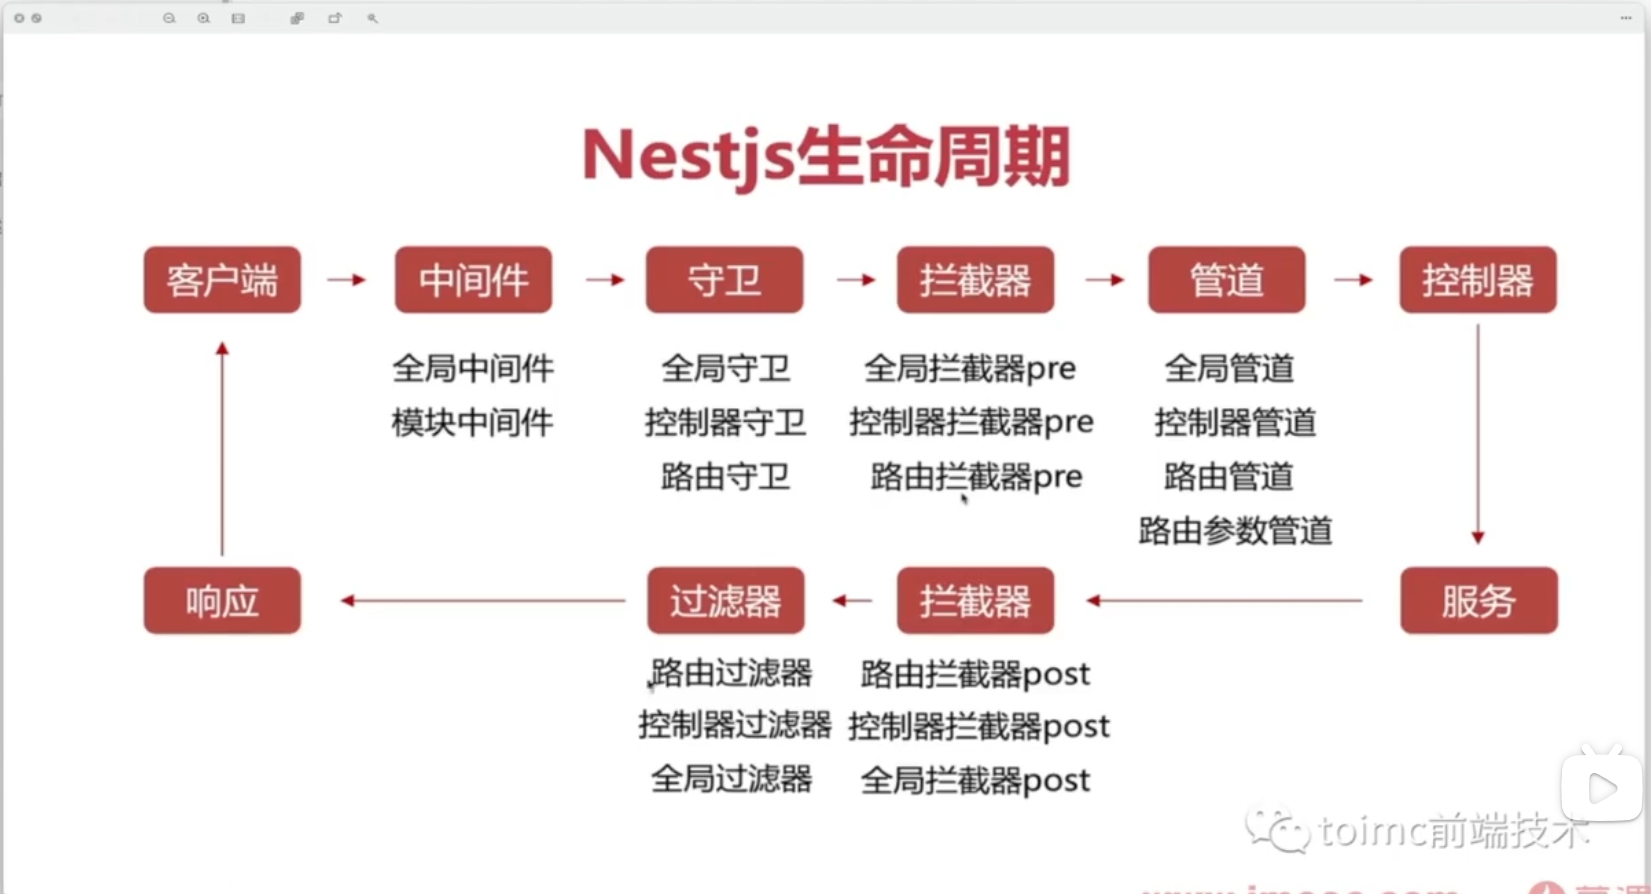 Nestjs生命周期
客户端 中间件 守卫 拦截器 管道 控制器
全局中间件 全局守卫 全局拦截器pre 全局管道
模块中间件 控制器守卫 控制器拦截器pre 控制器管道
路由守卫 路由拦截器pre 路由管道
路由参数管道
响应 过滤器 拦截器 服务
路由过滤器 路由拦截器post
控制器过滤器 控制器拦截器post
全局过滤器 全局拦截器post
toimc前端技术